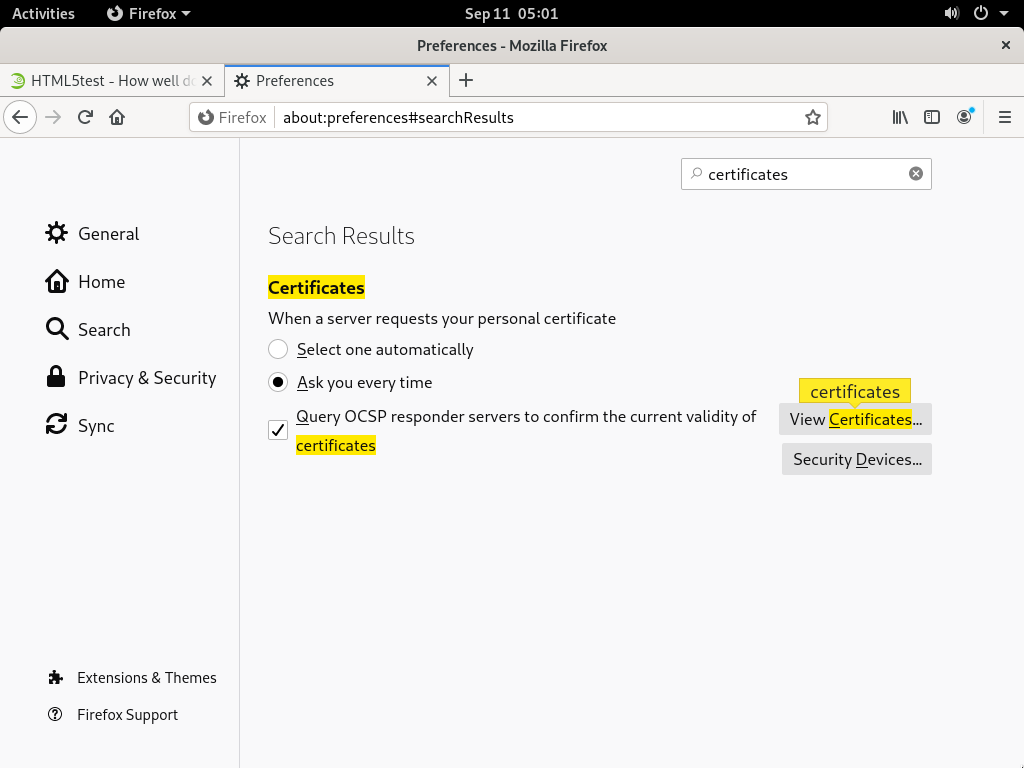 Activities
Firefox
Sep 11 05:01
Preferences - Mozilla Firefox
HTML5test - How well do
Preferences
Firefox
about:preferences#searchResults
certificates
General
Home
Search
Privacy & Security
Sync
Extensions & Themes
Firefox Support
Search Results
Certificates
When a server requests your personal certificate
Select one automatically
Ask you every time
Query OCSP responder servers to confirm the current validity of
certificates
certificates
View Certificates...
Security Devices...